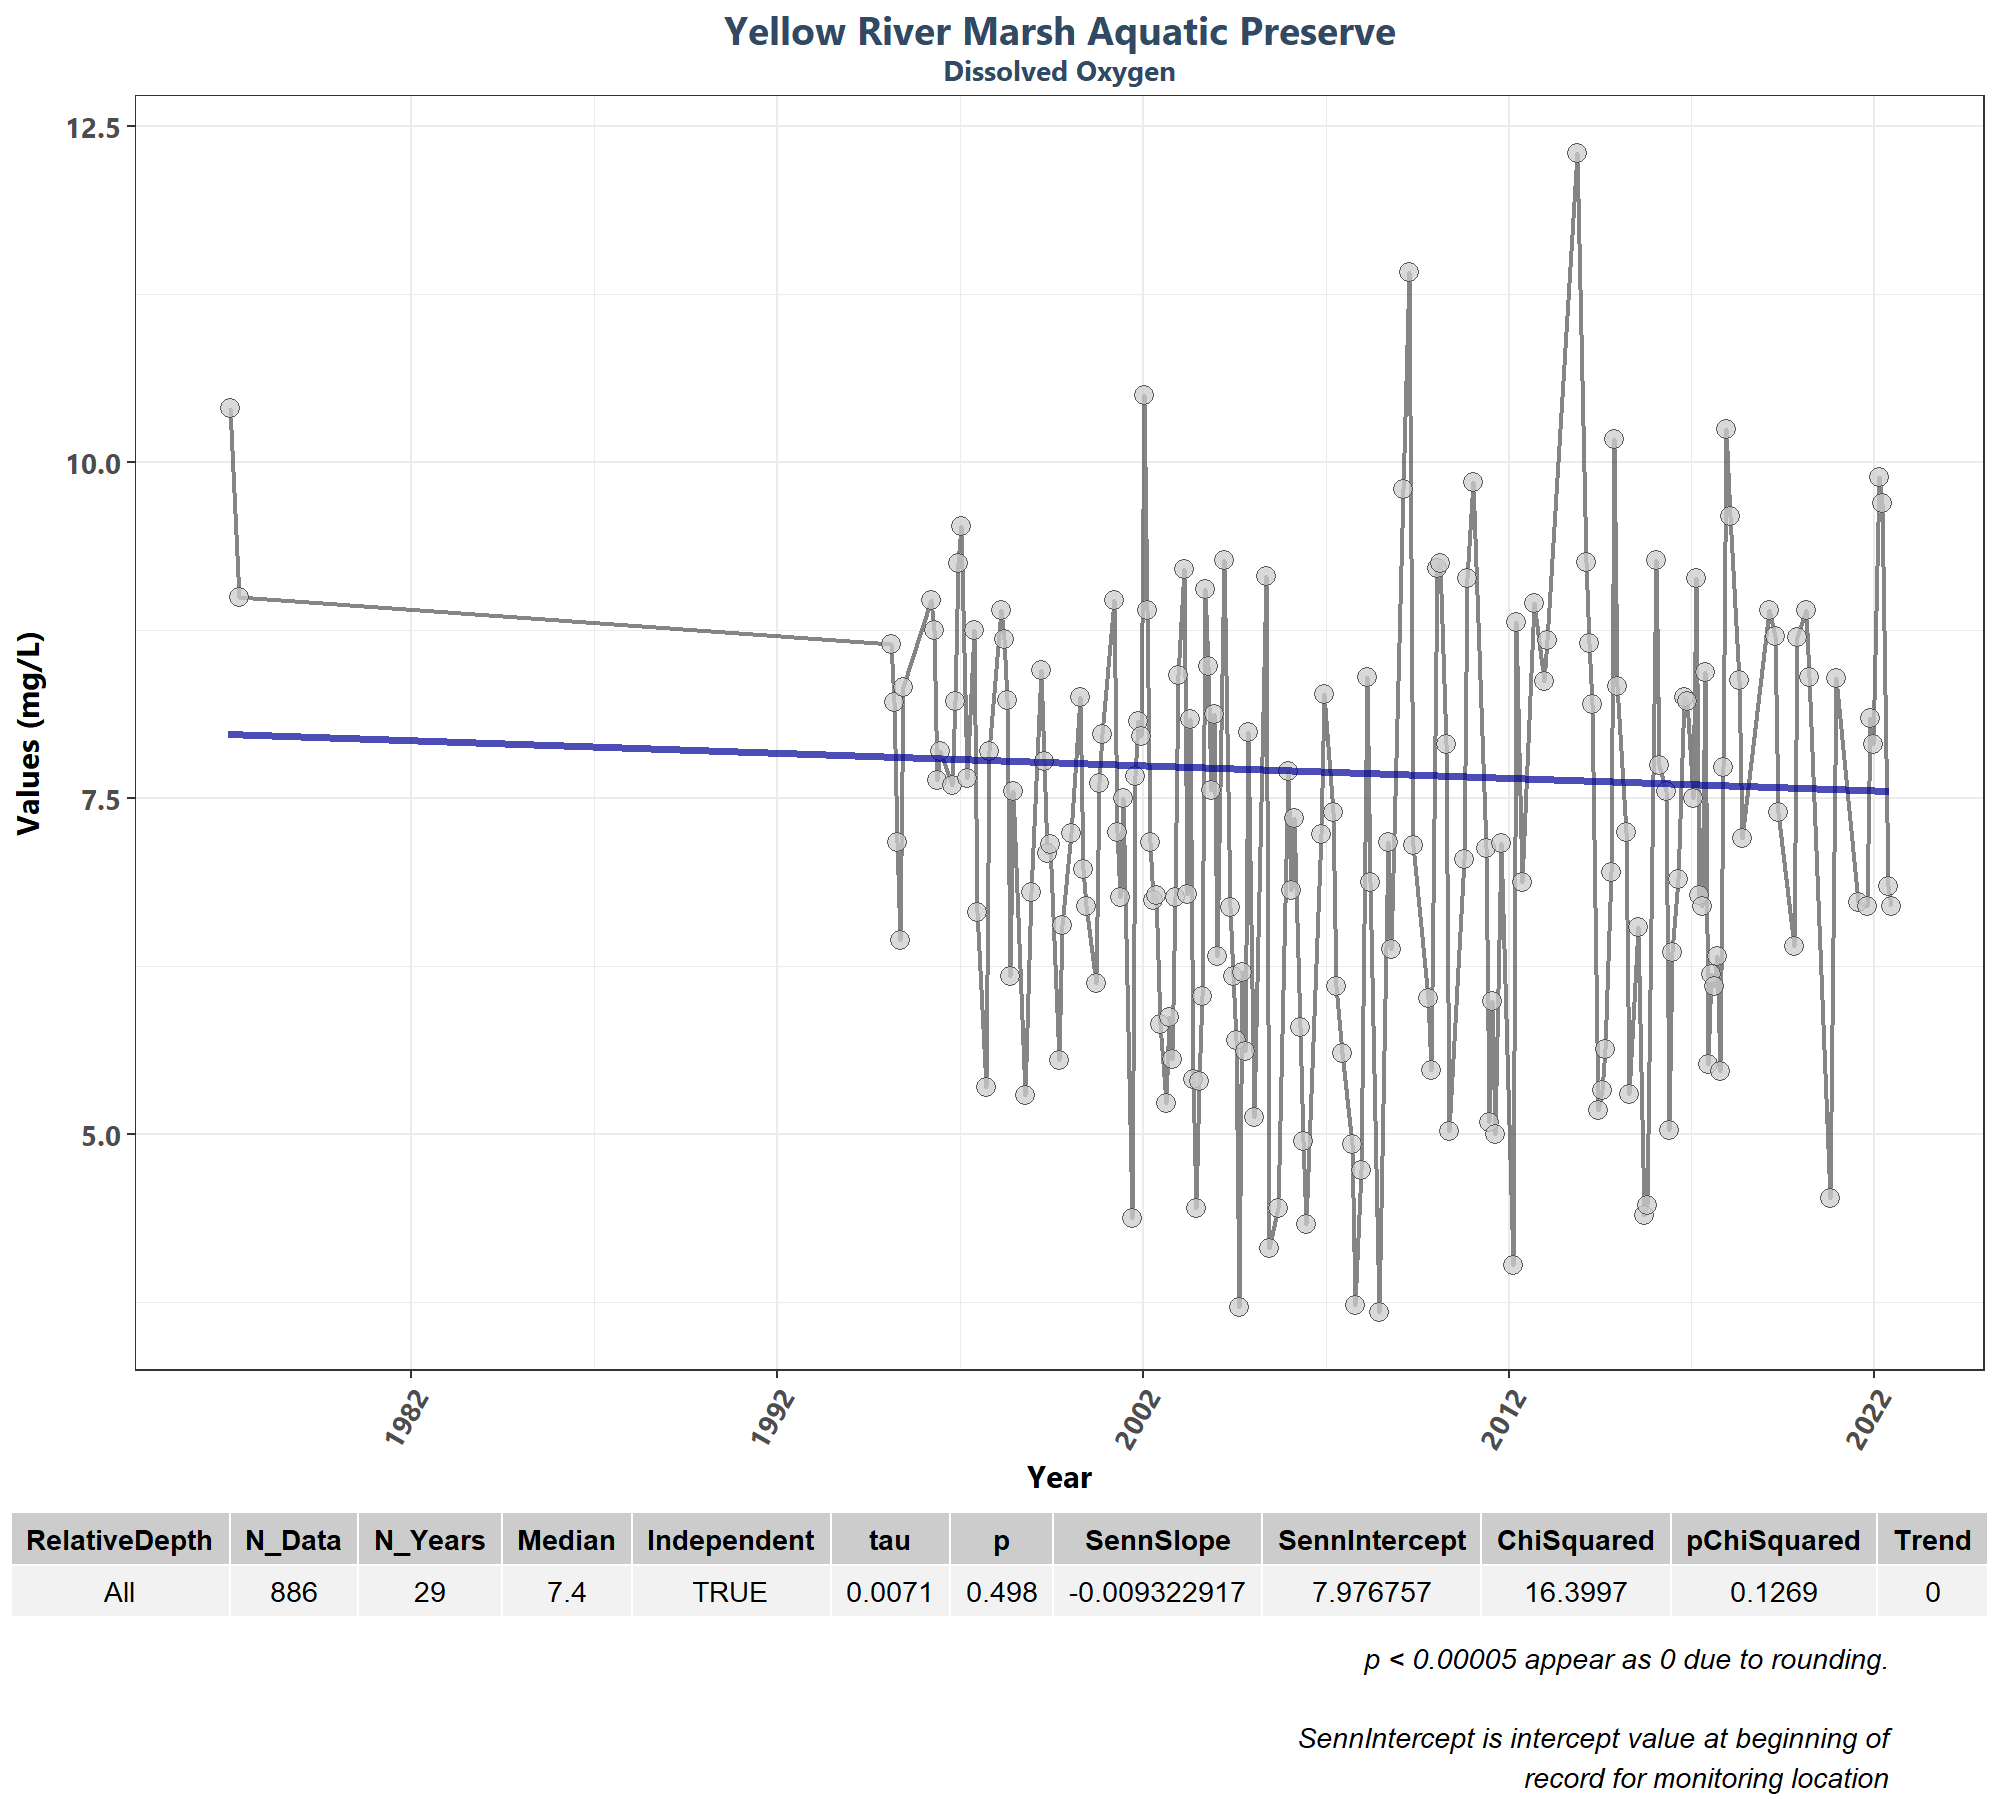 Yellow River Marsh Aquatic Preserve
Dissolved Oxygen
12.5
10.0
7.5
5.0
Values (mg/L)
1982
1992
2002
2012
2022
Year
RelativeDepth N_Data N_Years Median Independent tau p SennSlope SennIntercept ChiSquared pChiSquared Trend
All 886 29 7.4 TRUE 0.0071 0.498 -0.009322917 7.976757 16.3997 0.1269 0
p < 0.00005 appear as 0 due to rounding.
SennIntercept is intercept value at beginning of
record for monitoring location